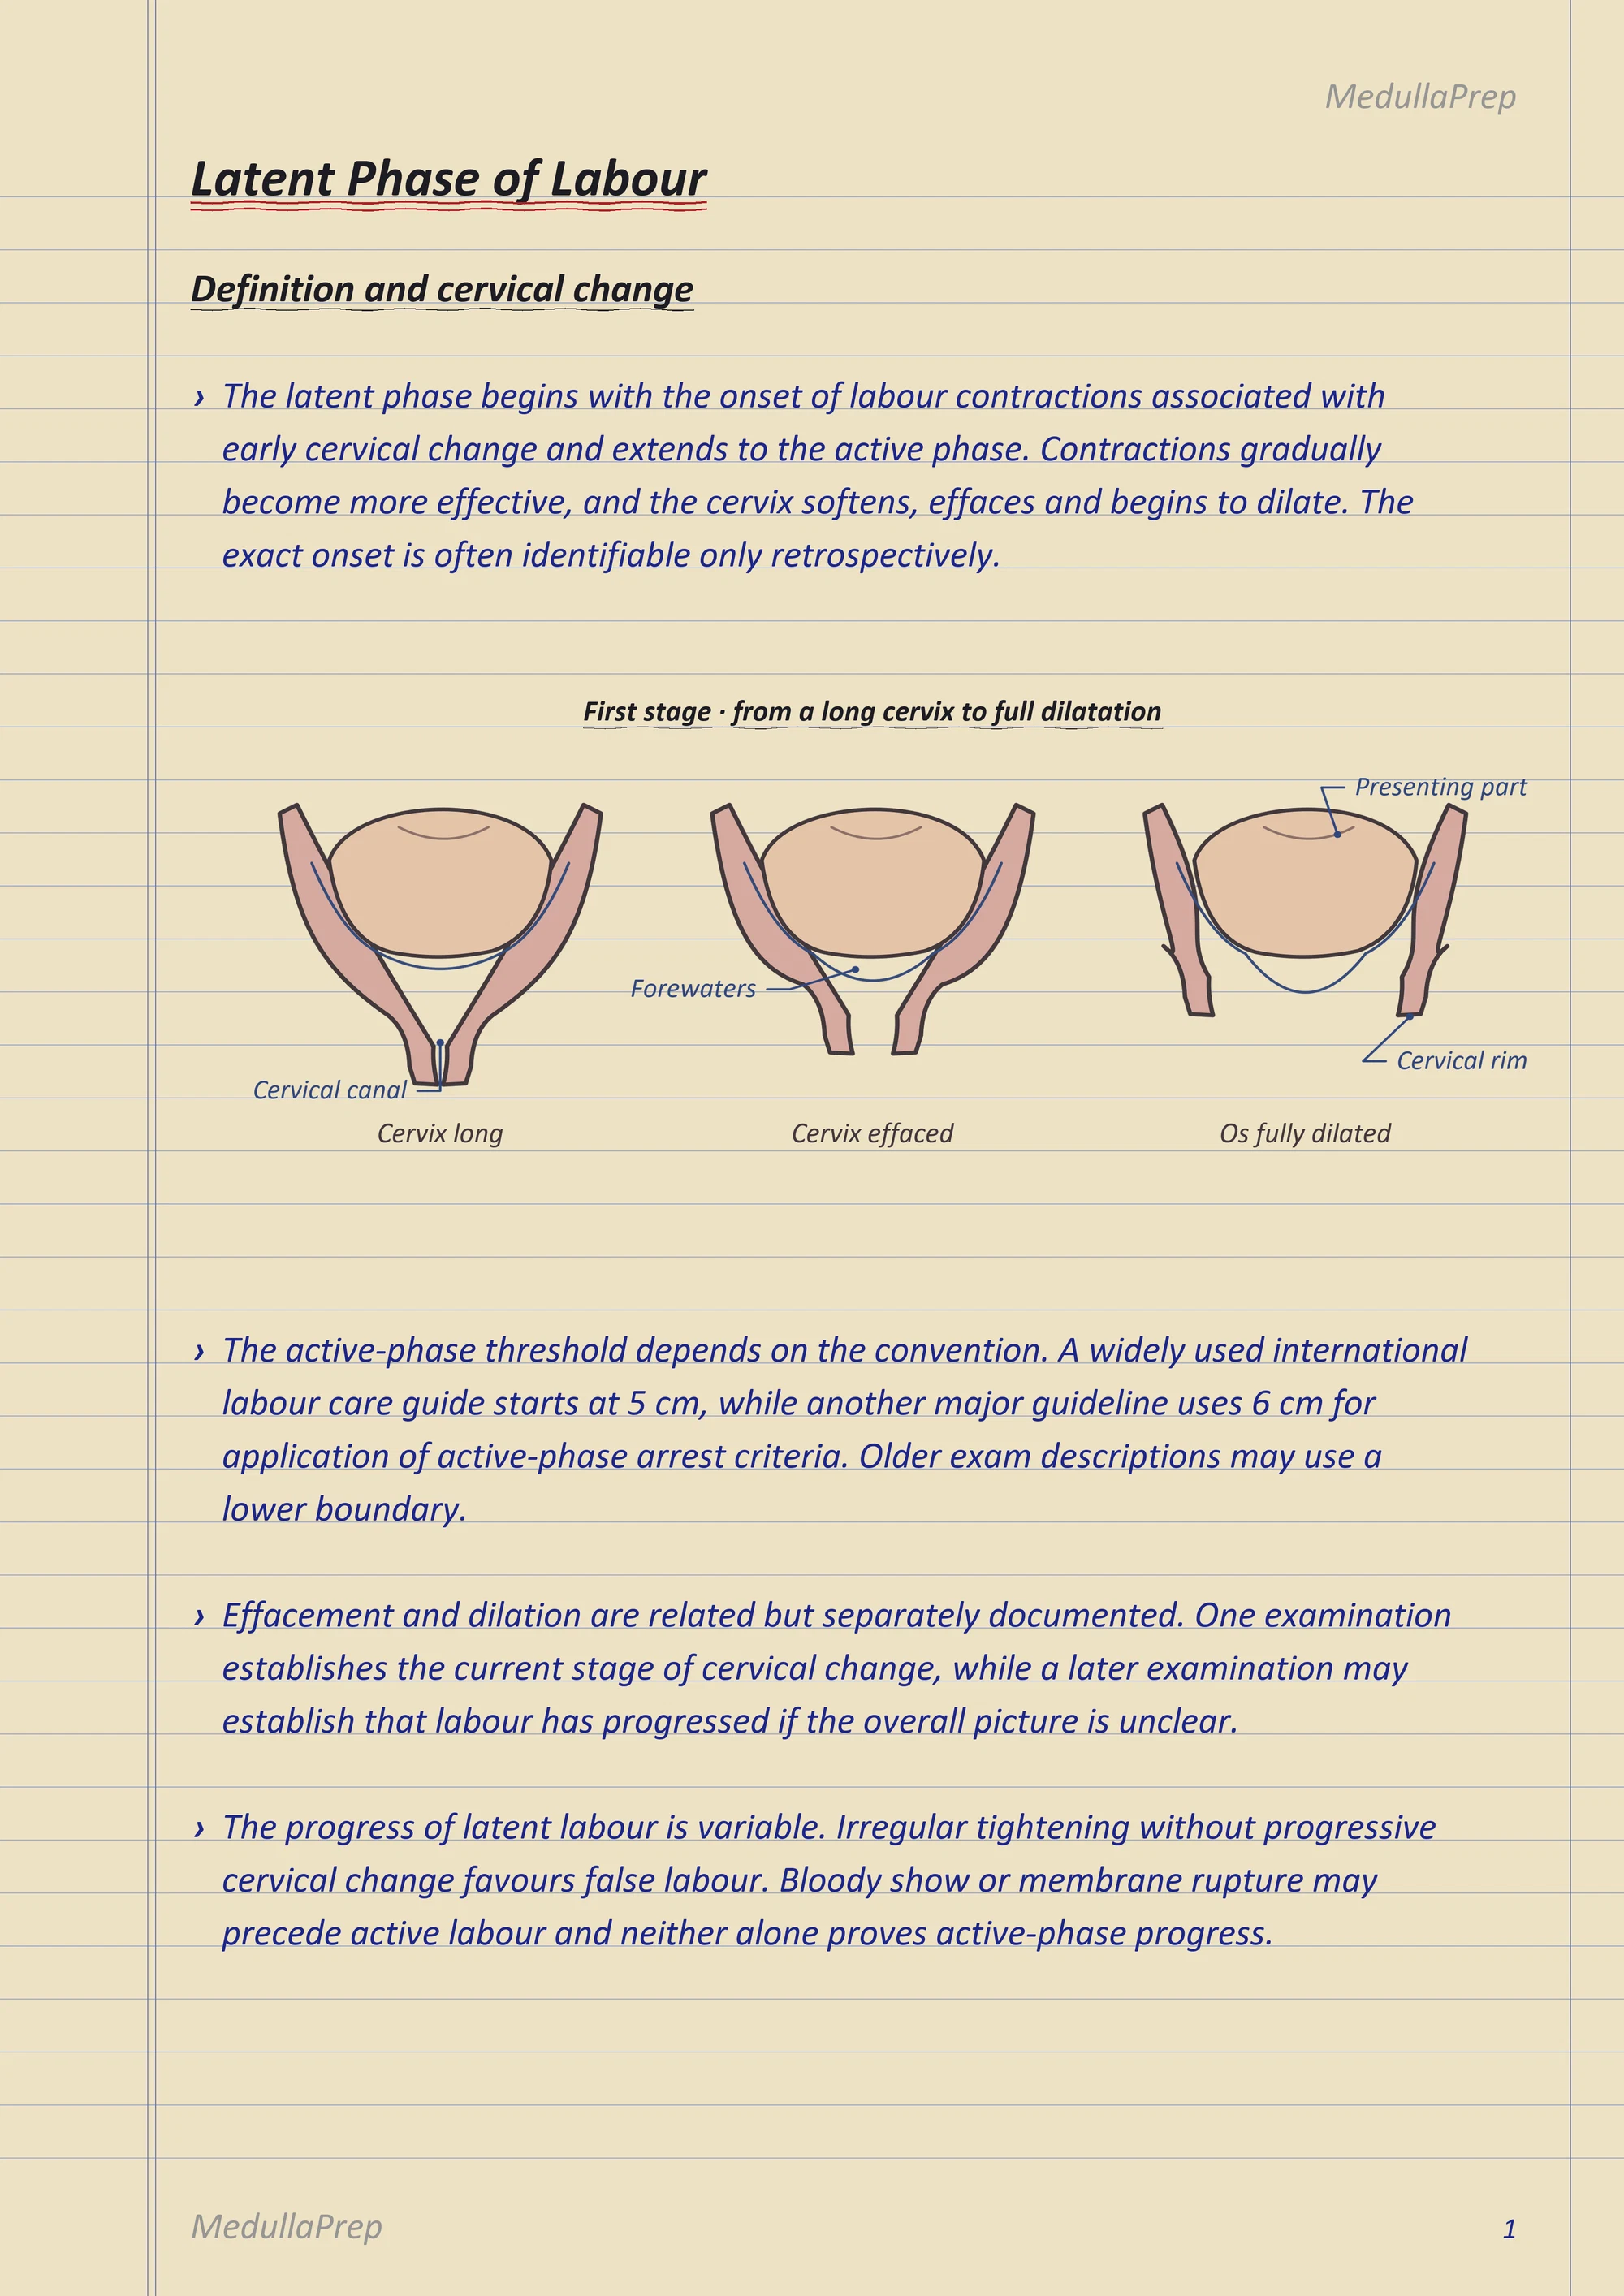 MedullaPrep
Latent Phase of Labour
Definition and cervical change
› The latent phase begins with the onset of labour contractions associated with
early cervical change and extends to the active phase. Contractions gradually
become more effective, and the cervix softens, effaces and begins to dilate. The
exact onset is often identifiable only retrospectively.
First stage · from a long cervix to full dilatation
Presenting part
Forewaters
Cervical rim
Cervical canal
Cervix long
Cervix effaced
Os fully dilated
› The active-phase threshold depends on the convention. A widely used international
labour care guide starts at 5 cm, while another major guideline uses 6 cm for
application of active-phase arrest criteria. Older exam descriptions may use a
lower boundary.
› Effacement and dilation are related but separately documented. One examination
establishes the current stage of cervical change, while a later examination may
establish that labour has progressed if the overall picture is unclear.
› The progress of latent labour is variable. Irregular tightening without progressive
cervical change favours false labour. Bloody show or membrane rupture may
precede active labour and neither alone proves active-phase progress.
MedullaPrep
1